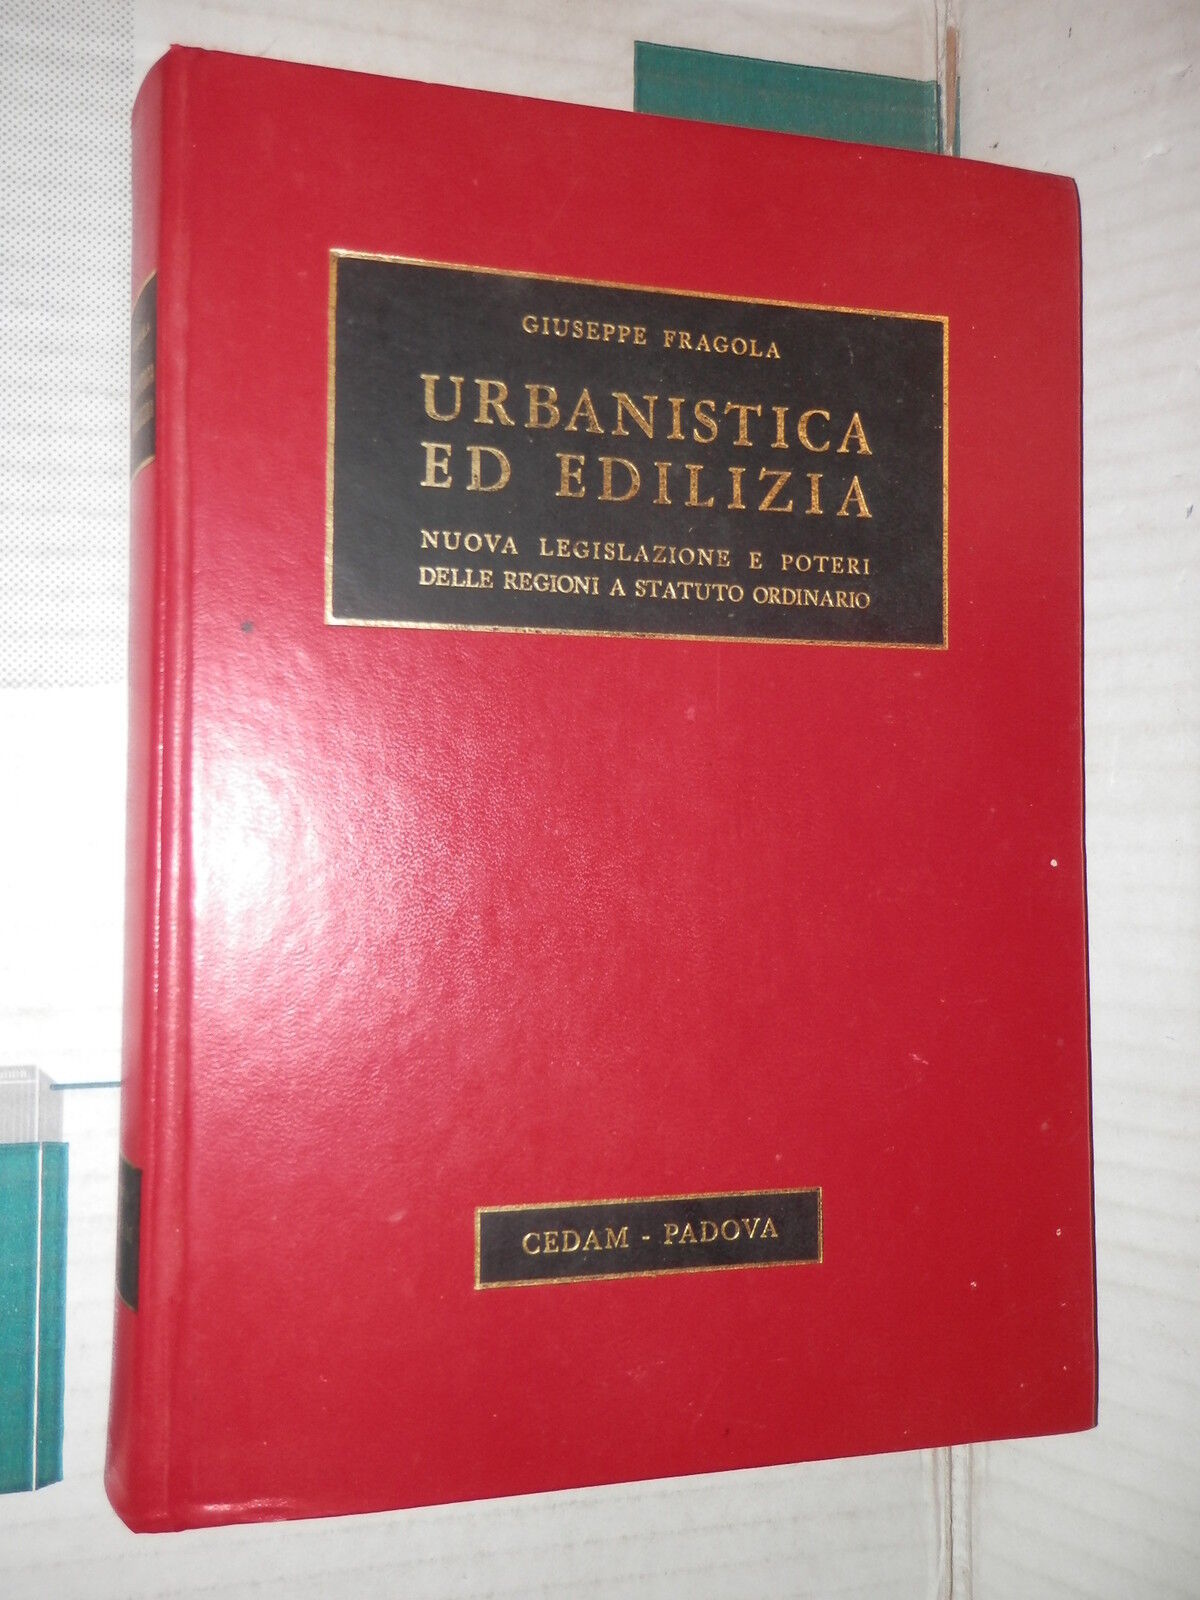 GIUSEPPE FRAGOLA
URBANISTICA
ED EDILIZIA
NUOVA LEGISLAZIONE E POTERI
DELLE REGIONI A STATUTO ORDINARIO
CEDAM - PADOVA